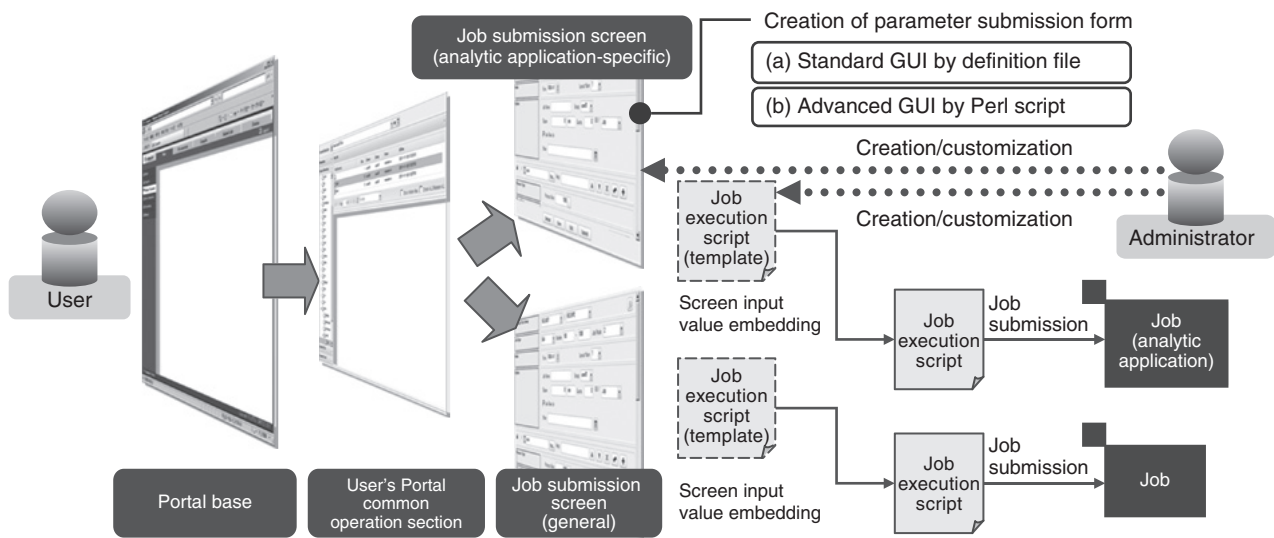 Job submission screen
(analytic application-specific)
Creation of parameter submission form
(a) Standard GUI by definition file
(b) Advanced GUI by Perl script
Creation/customization
Creation/customization
Administrator
User
Job
execution
script
(template)
Screen input
value embedding
Job
execution
script
Job
submission
Job
(analytic
application)
Job
execution
script
(template)
Screen input
value embedding
Job
execution
script
Job
submission
Job
Portal base
User's Portal
common
operation section
Job submission
screen
(general)